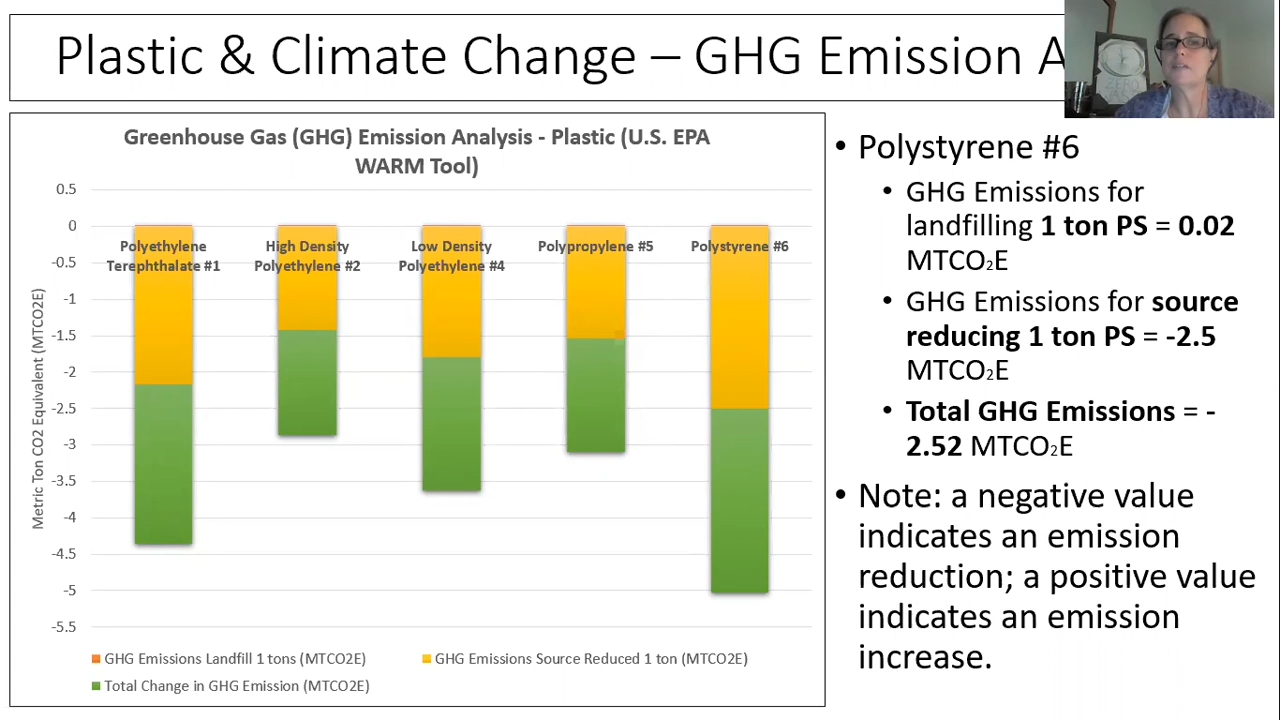 Plastic & Climate Change – GHG Emission A
Greenhouse Gas (GHG) Emission Analysis - Plastic (U.S. EPA
WARM Tool)
0.5
0
-0.5
-1
-1.5
-2
-2.5
-3
-3.5
-4
-4.5
-5
-5.5
Metric Ton CO2 Equivalent (MTCO2E)
Polyethylene
Terephthalate #1
High Density
Polyethylene #2
Low Density
Polyethylene #4
Polypropylene #5
Polystyrene #6
GHG Emissions Landfill 1 tons (MTCO2E)
GHG Emissions Source Reduced 1 ton (MTCO2E)
Total Change in GHG Emission (MTCO2E)
• Polystyrene #6
• GHG Emissions for
landfilling 1 ton PS = 0.02
MTCO₂E
• GHG Emissions for source
reducing 1 ton PS = -2.5
MTCO₂E
• Total GHG Emissions = -
2.52 MTCO₂E
• Note: a negative value
indicates an emission
reduction; a positive value
indicates an emission
increase.